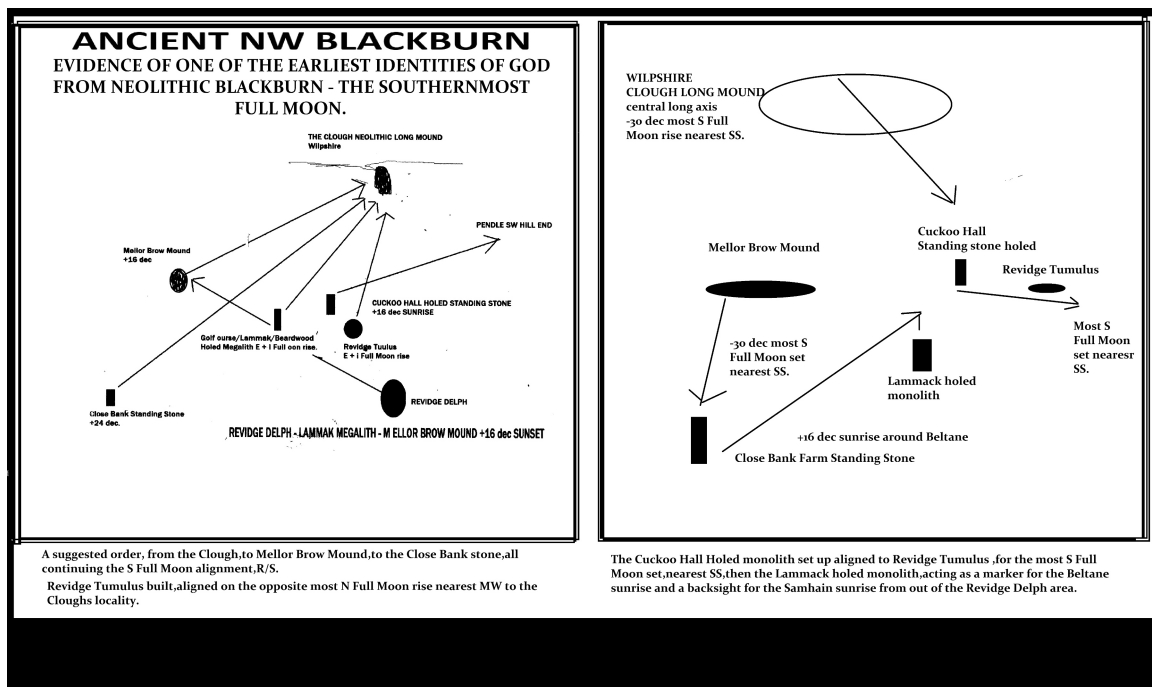 ANCIENT NW BLACKBURN
EVIDENCE OF ONE OF THE EARLIEST IDENTITIES OF GOD
FROM NEOLITHIC BLACKBURN - THE SOUTHERNMOST
FULL MOON.
THE CLOUGH NEOLITHIC LONG MOUND
Wilpshire
PENDLE SW HILL END
Mellor Brow Mound
+16 dec
CUCKOO HALL HOLED STANDING STONE
+16 dec SUNRISE
Golf ourse/Lammak/Beardwood
Holed Megalith E + i Full oon rise.
Revidge Tuulus
E + i Full Moon rise
REVIDGE DELPH
Close Bank Standing Stone
+24 dec.
REVIDGE DELPH - LAMMAK MEGALITH - M ELLOR BROW MOUND +16 dec SUNSET
A suggested order, from the Clough,to Mellor Brow Mound,to the Close Bank stone,all
continuing the S Full Moon alignment,R/S.
Revidge Tumulus built,aligned on the opposite most N Full Moon rise nearest MW to the
Cloughs locality.
WILPSHIRE
CLOUGH LONG MOUND
central long axis
-30 dec most S Full
Moon rise nearest SS.
Cuckoo Hall
Standing stone holed
Mellor Brow Mound
Revidge Tumulus
Most S
Full Moon
set nearesr
SS.
-30 dec most S
Full Moon set
nearest SS.
Lammack holed
monolith
+16 dec sunrise around Beltane
Close Bank Farm Standing Stone
The Cuckoo Hall Holed monolith set up aligned to Revidge Tumulus ,for the most S Full
Moon set,nearest SS,then the Lammack holed monolith,acting as a marker for the Beltane
sunrise and a backsight for the Samhain sunrise from out of the Revidge Delph area.